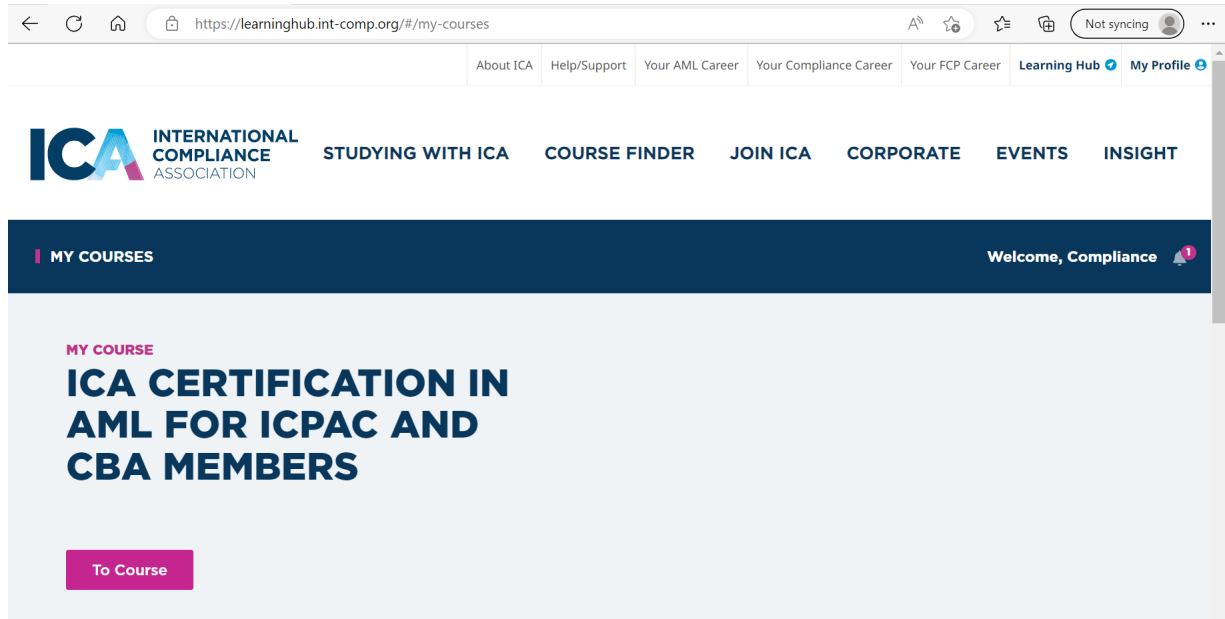 https://learninghub.int-comp.org/#/my-courses
Not syncing
About ICA Help/Support Your AML Career Your Compliance Career Your FCP Career Learning Hub My Profile
ICA INTERNATIONAL COMPLIANCE ASSOCIATION
STUDYING WITH ICA COURSE FINDER JOIN ICA CORPORATE EVENTS INSIGHT
MY COURSES Welcome, Compliance 1
MY COURSE
ICA CERTIFICATION IN
AML FOR ICPAC AND
CBA MEMBERS
To Course